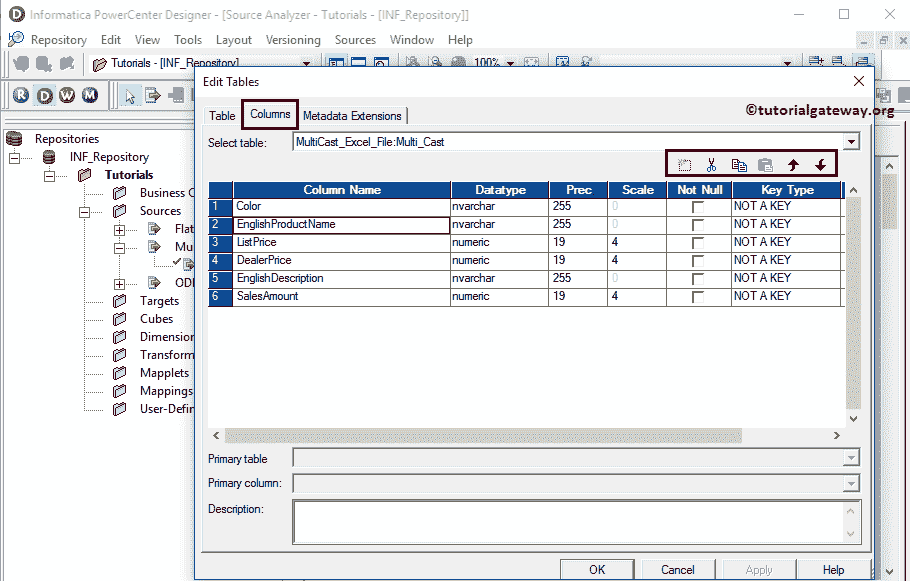 Informatica PowerCenter Designer - [Source Analyzer - Tutorials - [INF_Repository]]
Repository Edit View Tools Layout Versioning Sources Window Help
Tutorials - [INF_Repository] 100%
R D W M
Edit Tables
Table Columns Metadata Extensions
©tutorialgateway.org
Select table: MultiCast_Excel_File:Multi_Cast
Column Name Datatype Prec Scale Not Null Key Type
1 Color nvarchar 255 0 NOT A KEY
2 EnglishProductName nvarchar 255 0 NOT A KEY
3 ListPrice numeric 19 4 NOT A KEY
4 DealerPrice numeric 19 4 NOT A KEY
5 EnglishDescription nvarchar 255 0 NOT A KEY
6 SalesAmount numeric 19 4 NOT A KEY
Primary table
Primary column:
Description:
OK Cancel Apply Help
Repositories
INF_Repository
Tutorials
Business C
Sources
Flat
Mu
ODI
Targets
Cubes
Dimension
Transform
Mapplets
Mappings
User-Defin